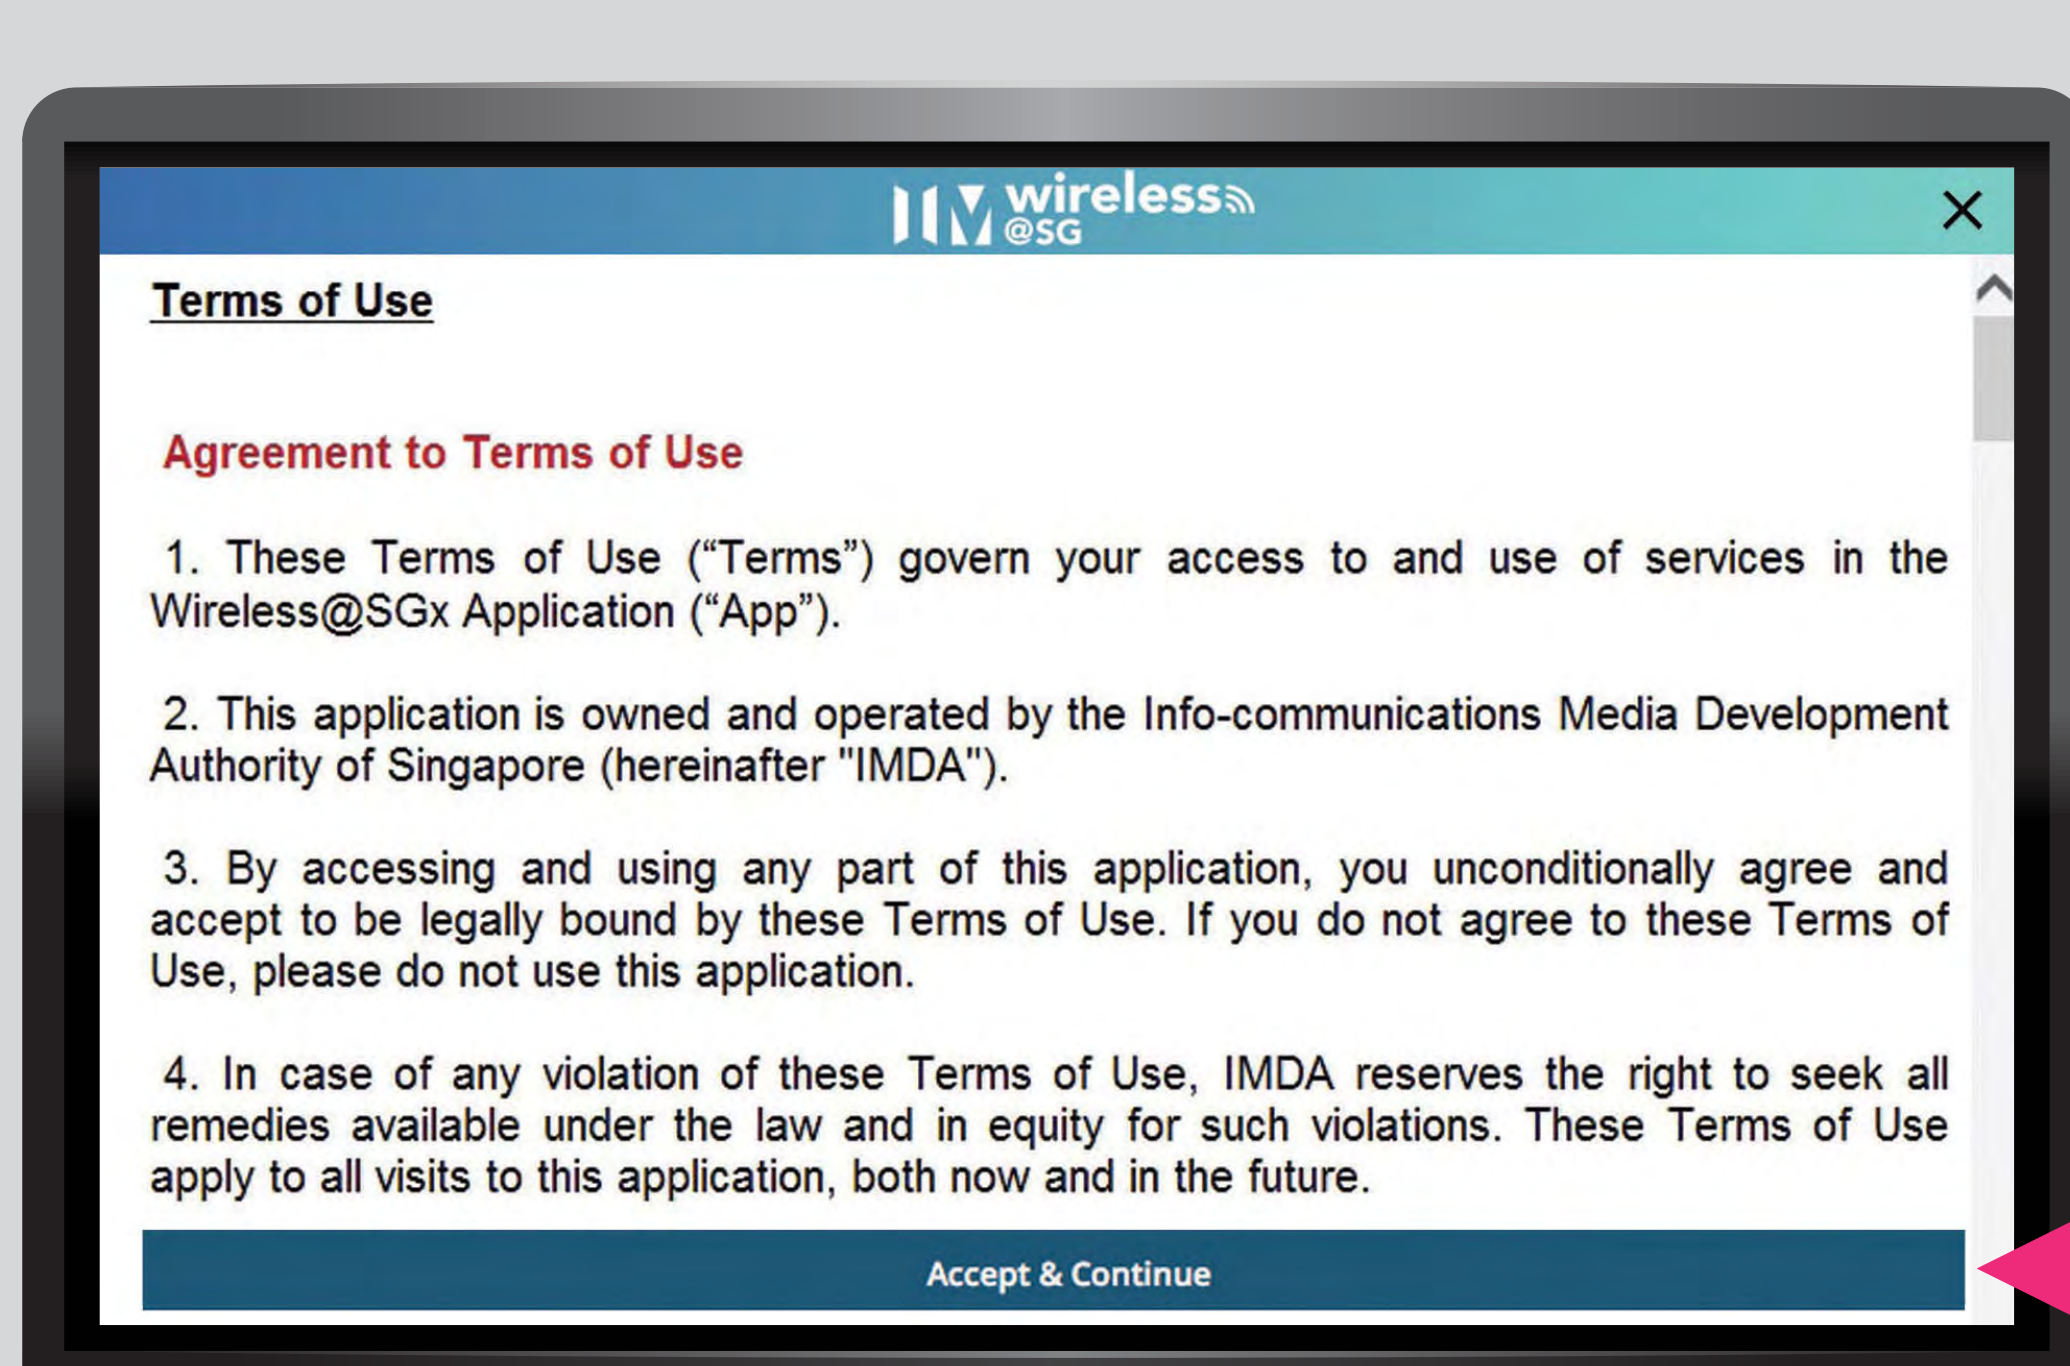 wireless
@SG
Terms of Use
Agreement to Terms of Use
1. These Terms of Use (“Terms”) govern your access to and use of services in the
Wireless@SGx Application (“App”).
2. This application is owned and operated by the Info-communications Media Development
Authority of Singapore (hereinafter "IMDA").
3. By accessing and using any part of this application, you unconditionally agree and
accept to be legally bound by these Terms of Use. If you do not agree to these Terms of
Use, please do not use this application.
4. In case of any violation of these Terms of Use, IMDA reserves the right to seek all
remedies available under the law and in equity for such violations. These Terms of Use
apply to all visits to this application, both now and in the future.
Accept & Continue